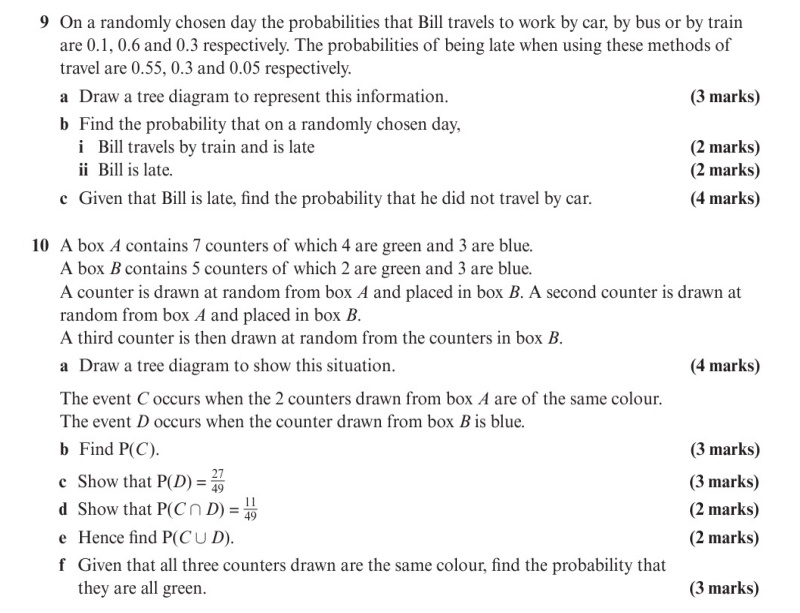 9 On a randomly chosen day the probabilities that Bill travels to work by car, by bus or by train
are 0.1, 0.6 and 0.3 respectively. The probabilities of being late when using these methods of
travel are 0.55, 0.3 and 0.05 respectively.
a Draw a tree diagram to represent this information. (3 marks)
b Find the probability that on a randomly chosen day,
i Bill travels by train and is late (2 marks)
ii Bill is late. (2 marks)
c Given that Bill is late, find the probability that he did not travel by car. (4 marks)
10 A box A contains 7 counters of which 4 are green and 3 are blue.
A box B contains 5 counters of which 2 are green and 3 are blue.
A counter is drawn at random from box A and placed in box B. A second counter is drawn at
random from box A and placed in box B.
A third counter is then drawn at random from the counters in box B.
a Draw a tree diagram to show this situation. (4 marks)
The event C occurs when the 2 counters drawn from box A are of the same colour.
The event D occurs when the counter drawn from box B is blue.
b Find P(C). (3 marks)
c Show that P(D) = 27/49 (3 marks)
d Show that P(C ∩ D) = 11/49 (2 marks)
e Hence find P(C ∪ D). (2 marks)
f Given that all three counters drawn are the same colour, find the probability that
they are all green. (3 marks)